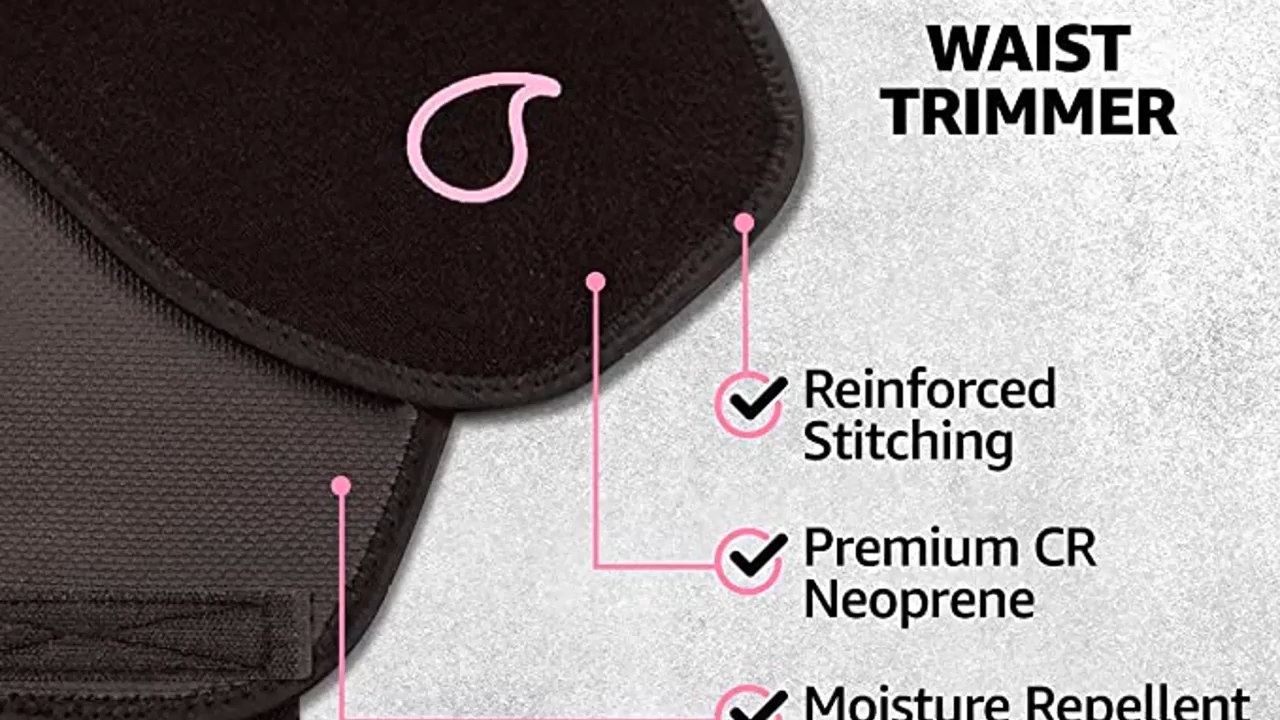 WAIST
TRIMMER
Reinforced
Stitching
Premium CR
Neoprene
Moisture Repellent